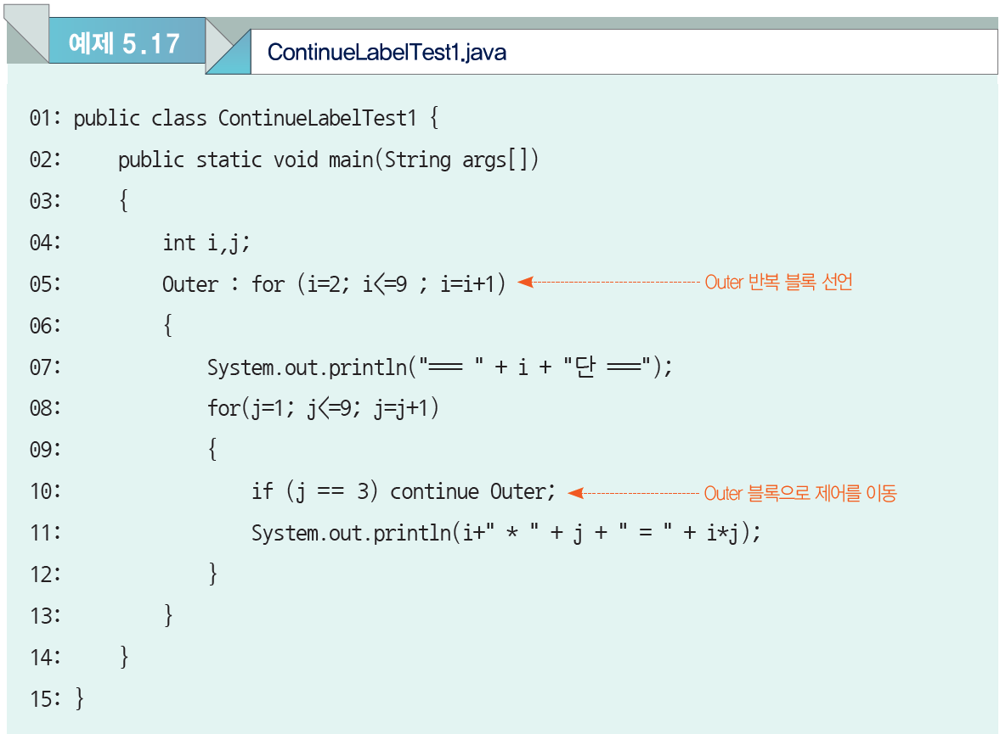 예제 5.17
ContinueLabelTest1.java
01: public class ContinueLabelTest1 {
02: public static void main(String args[])
03: {
04: int i,j;
05: Outer : for (i=2; i<=9 ; i=i+1)
Outer 반복 블록 선언
06: {
07: System.out.println("=== " + i + "단 ===");
08: for(j=1; j<=9; j=j+1)
09: {
10: if (j == 3) continue Outer;
Outer 블록으로 제어를 이동
11: System.out.println(i+" * " + j + " = " + i*j);
12: }
13: }
14: }
15: }